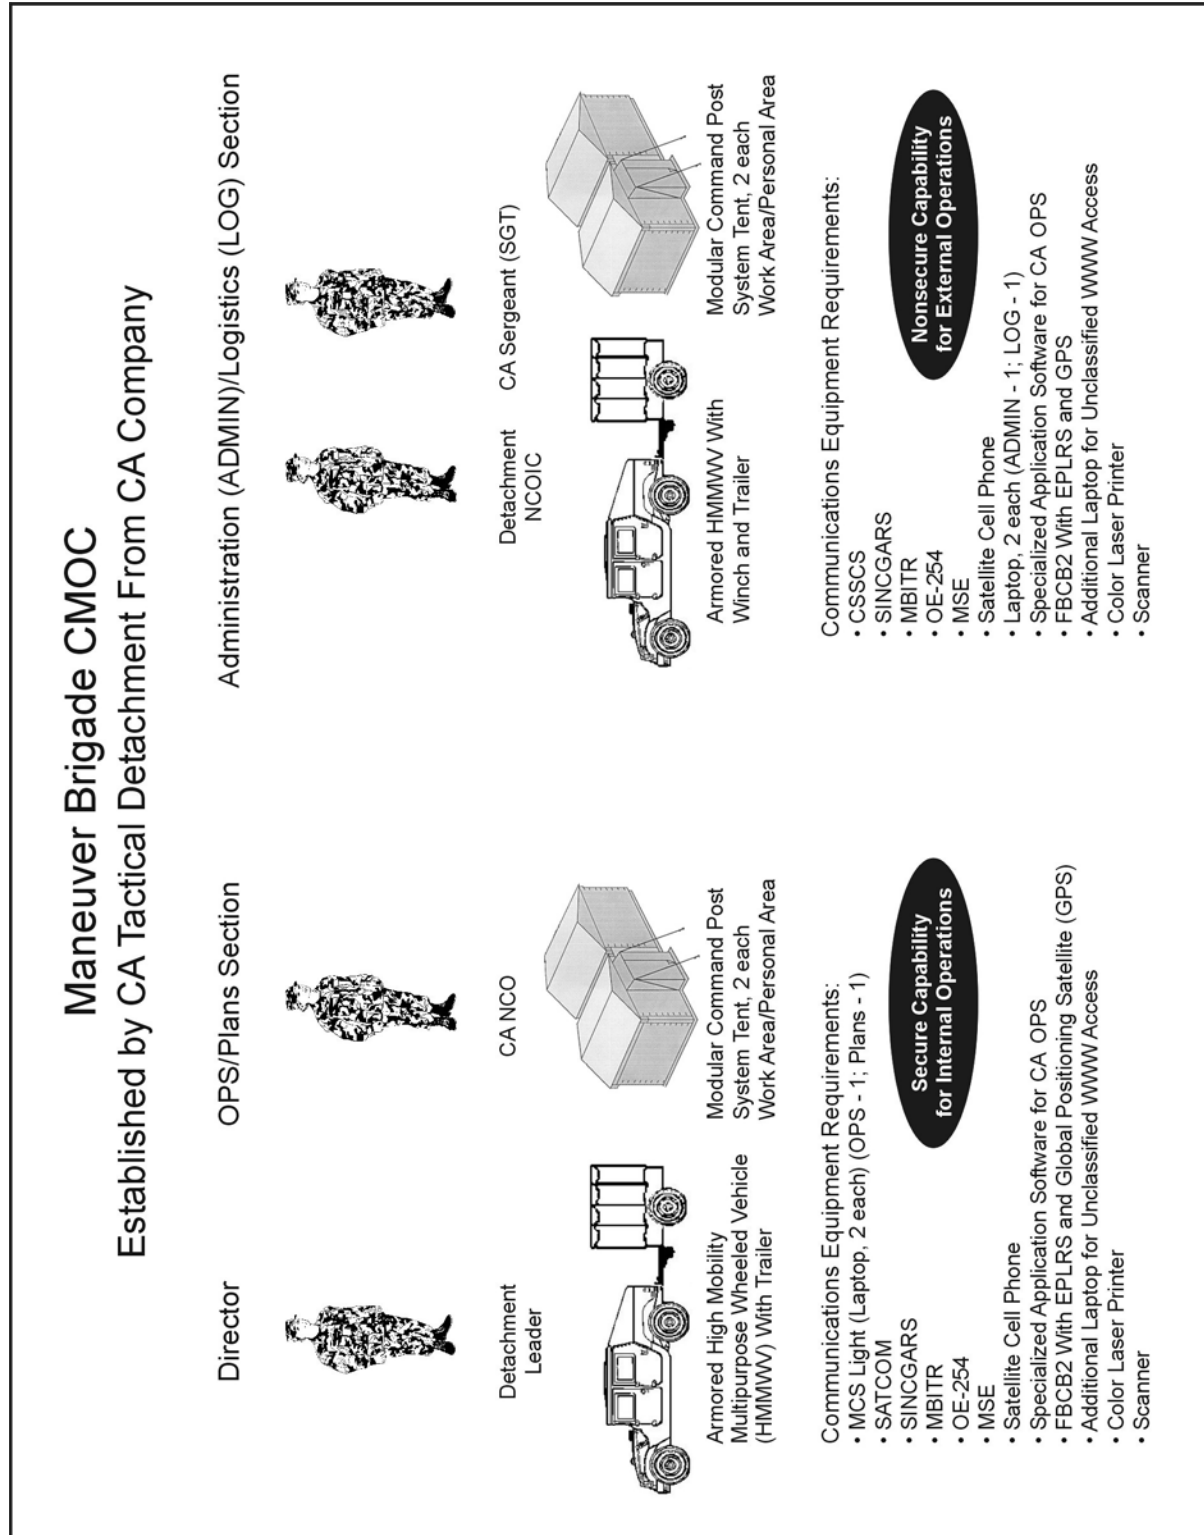 Maneuver Brigade CMOC
Established by CA Tactical Detachment From CA Company
Director
OPS/Plans Section
Administration (ADMIN)/Logistics (LOG) Section
Detachment
Leader
CA NCO
Detachment
NCOIC
CA Sergeant (SGT)
Armored High Mobility
Multipurpose Wheeled Vehicle
(HMMWV) With Trailer
Modular Command Post
System Tent, 2 each
Work Area/Personal Area
Armored HMMWV With
Winch and Trailer
Modular Command Post
System Tent, 2 each
Work Area/Personal Area
Communications Equipment Requirements:
• MCS Light (Laptop, 2 each) (OPS - 1; Plans - 1)
• SATCOM
• SINCGARS
• MBITR
• OE-254
• MSE
• Satellite Cell Phone
• Specialized Application Software for CA OPS
• FBCB2 With EPLRS and Global Positioning Satellite (GPS)
• Additional Laptop for Unclassified WWW Access
• Color Laser Printer
• Scanner
Secure Capability
for Internal Operations
Communications Equipment Requirements:
• CSSCS
• SINCGARS
• MBITR
• OE-254
• MSE
• Satellite Cell Phone
• Laptop, 2 each (ADMIN - 1; LOG - 1)
• Specialized Application Software for CA OPS
• FBCB2 With EPLRS and GPS
• Additional Laptop for Unclassified WWW Access
• Color Laser Printer
• Scanner
Nonsecure Capability
for External Operations